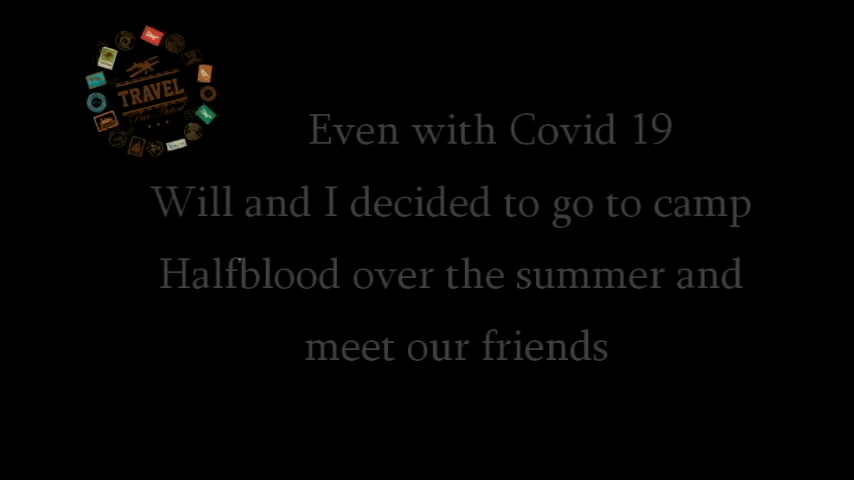 TRAVEL
Even with Covid 19
Will and I decided to go to camp
Halfblood over the summer and
meet our friends